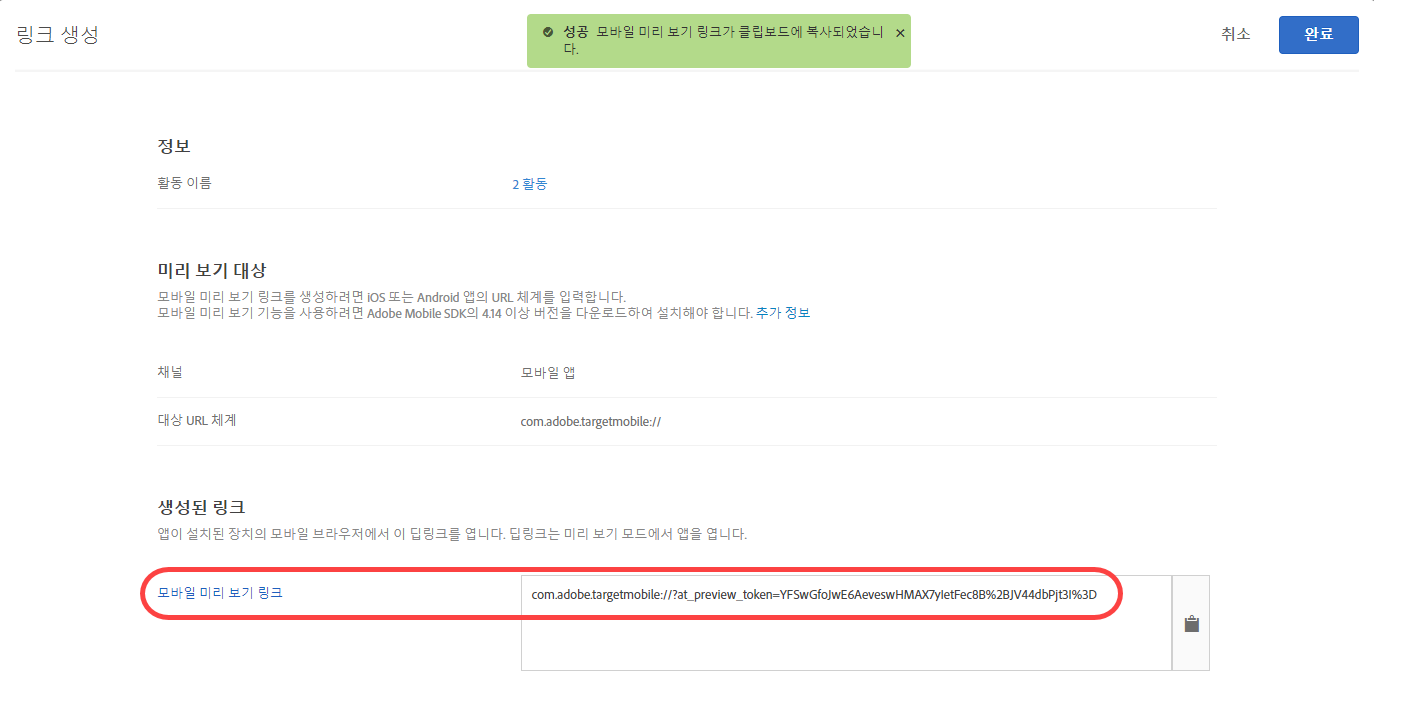 링크 생성
성공 모바일 미리 보기 링크가 클립보드에 복사되었습니
다.
취소
완료
정보
활동 이름
2 활동
미리 보기 대상
모바일 미리 보기 링크를 생성하려면 iOS 또는 Android 앱의 URL 체계를 입력합니다.
모바일 미리 보기 기능을 사용하려면 Adobe Mobile SDK의 4.14 이상 버전을 다운로드하여 설치해야 합니다. 추가 정보
채널
모바일 앱
대상 URL 체계
com.adobe.targetmobile://
생성된 링크
앱이 설치된 장치의 모바일 브라우저에서 이 딥링크를 엽니다. 딥링크는 미리 보기 모드에서 앱을 엽니다.
모바일 미리 보기 링크
com.adobe.targetmobile://?at_preview_token=YFSwGfoJwE6AeveswHMAX7yIetFec8B%2BJV44dbPjt3I%3D